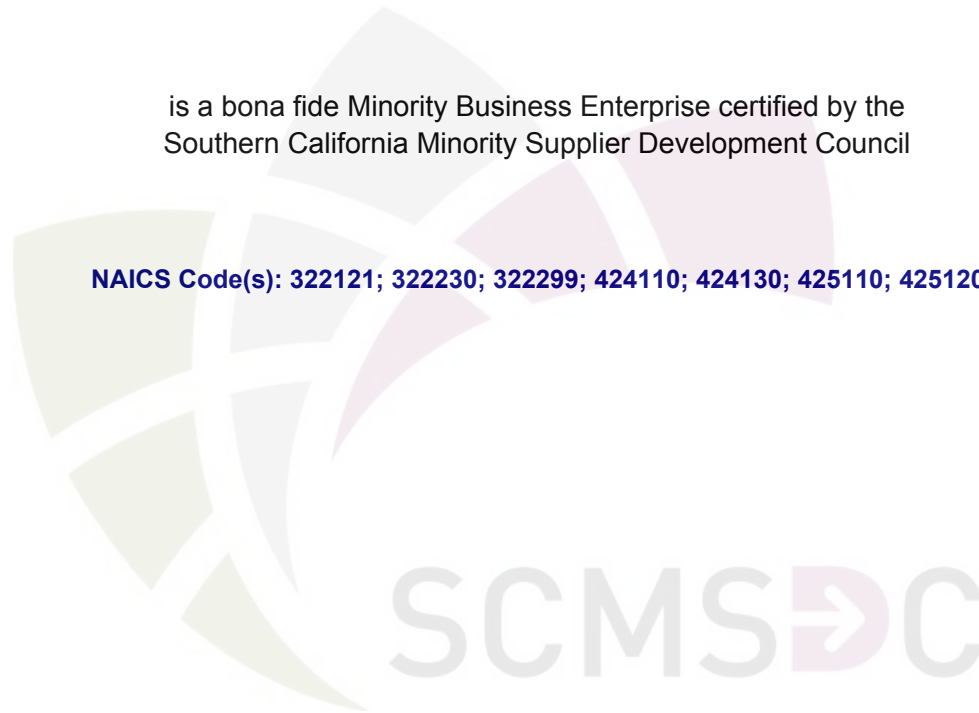 is a bona fide Minority Business Enterprise certified by the
Southern California Minority Supplier Development Council
NAICS Code(s): 322121; 322230; 322299; 424110; 424130; 425110; 425120
SCMSDC